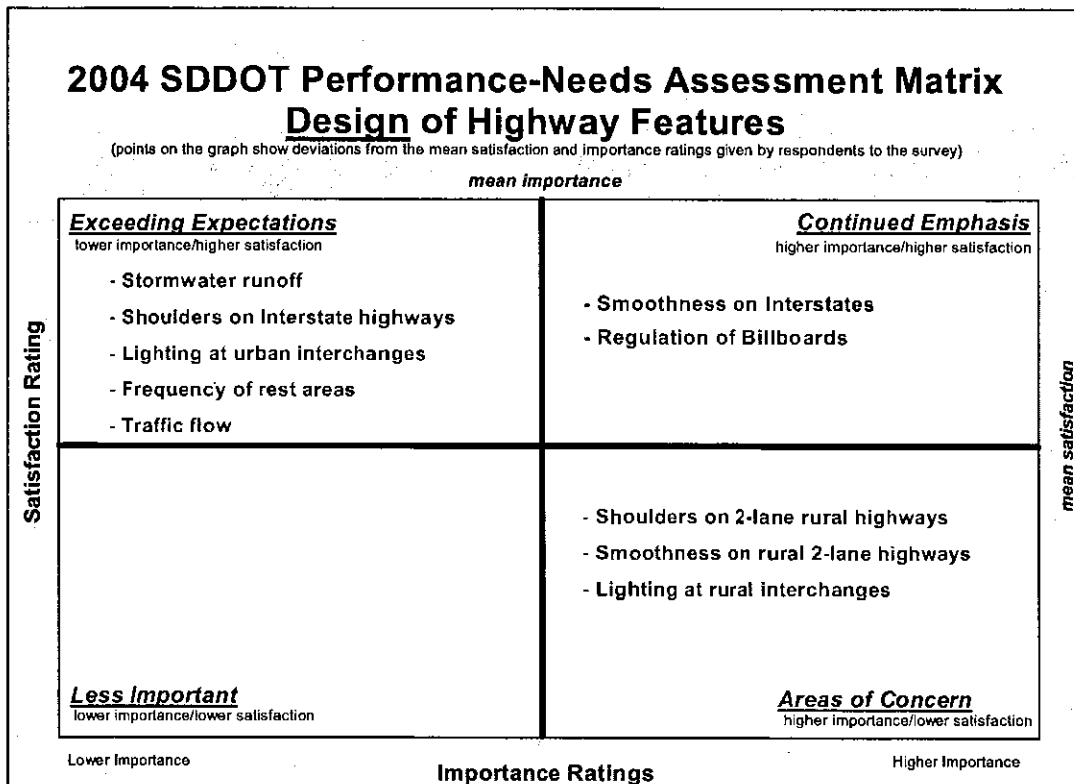 2004 SDDOT Performance-Needs Assessment Matrix
Design of Highway Features
(points on the graph show deviations from the mean satisfaction and importance ratings given by respondents to the survey)
mean importance
Exceeding Expectations
lower importance/higher satisfaction
- Stormwater runoff
- Shoulders on Interstate highways
- Lighting at urban interchanges
- Frequency of rest areas
- Traffic flow
Continued Emphasis
higher importance/higher satisfaction
- Smoothness on Interstates
- Regulation of Billboards
Satisfaction Rating
mean satisfaction
- Shoulders on 2-lane rural highways
- Smoothness on rural 2-lane highways
- Lighting at rural interchanges
Less Important
lower importance/lower satisfaction
Areas of Concern
higher importance/lower satisfaction
Lower Importance
Importance Ratings
Higher Importance